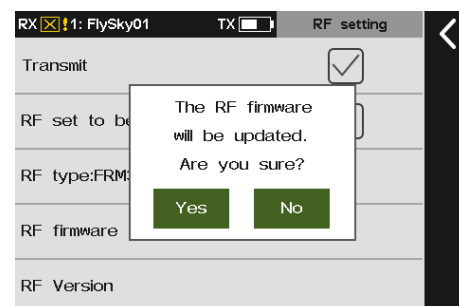 RX ! 1: FlySky01 TX RF setting
Transmit
RF set to be
The RF firmware
will be updated.
Are you sure?
RF type:FRM3
Yes No
RF firmware
RF Version